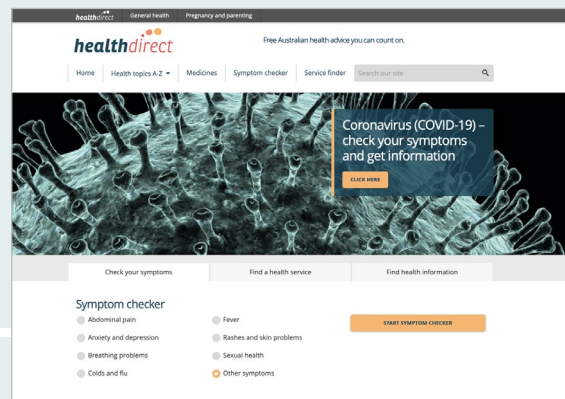 healthdirect General health Pregnancy and parenting
healthdirect
Free Australian health advice you can count on.
Home Health topics A-Z Medicines Symptom checker Service finder Search our site
Coronavirus (COVID-19) –
check your symptoms
and get information
CLICK HERE
Check your symptoms Find a health service Find health information
Symptom checker
Abdominal pain Fever START SYMPTOM CHECKER
Anxiety and depression Rashes and skin problems
Breathing problems Sexual health
Colds and flu Other symptoms